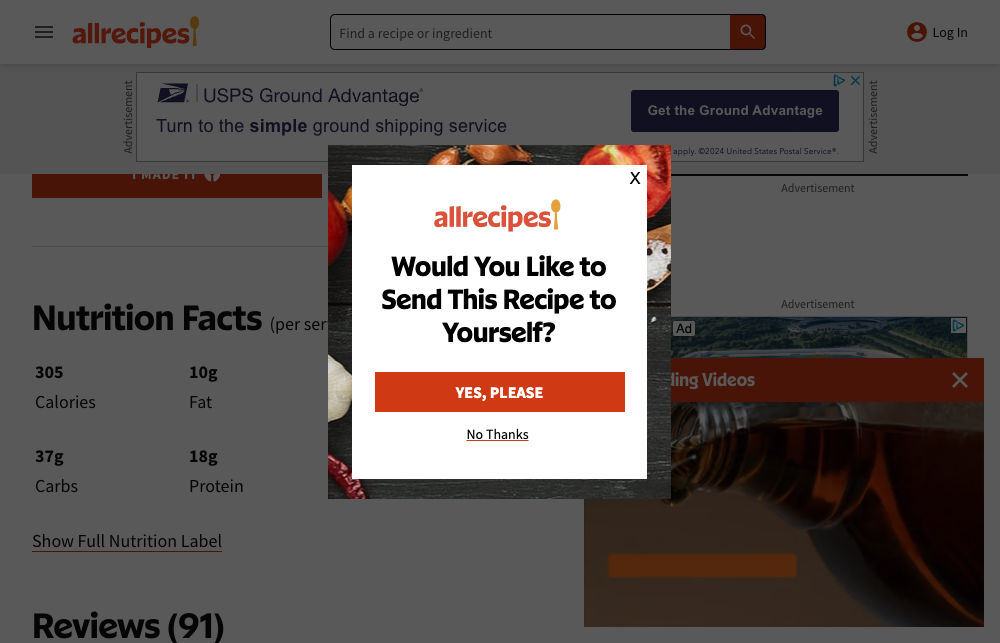 allrecipes
Find a recipe or ingredient
Log In
Advertisement
USPS Ground Advantage®
Turn to the simple ground shipping service
Get the Ground Advantage
apply. ©2024 United States Postal Service®.
Advertisement
I MADE IT
Advertisement
X
allrecipes
Would You Like to
Send This Recipe to
Yourself?
YES, PLEASE
No Thanks
Nutrition Facts (per ser
305
10g
Calories
Fat
37g
18g
Carbs
Protein
Show Full Nutrition Label
Reviews (91)
Advertisement
Ad
ding Videos